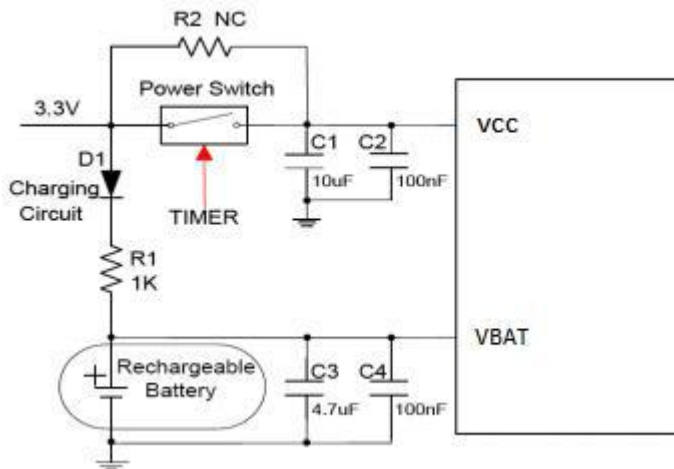 R2 NC
Power Switch
3.3V
VCC
D1
C1
C2
10uF
100nF
Charging
Circuit
TIMER
R1
1K
VBAT
+
Rechargeable
Battery
C3
C4
4.7uF
100nF